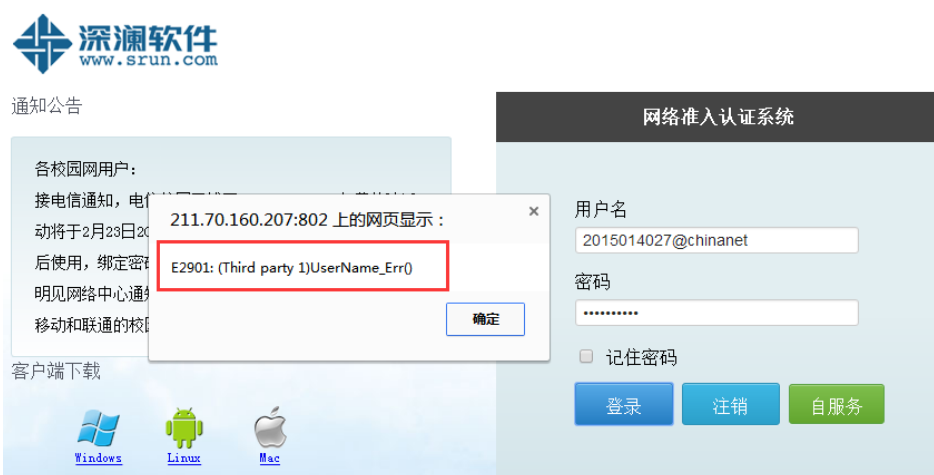 深澜软件
www.srun.com
通知公告
各校园网用户：
接电信通知，电信
动将于2月23日20
后使用，绑定密
明见网络中心通
移动和联通的校
211.70.160.207:802 上的网页显示：
×
E2901: (Third party 1)UserName_Err()
确定
客户端下载
Windows
Linux
Mac
网络准入认证系统
用户名
2015014027@chinanet
密码
••••••••••
记住密码
登录
注销
自服务